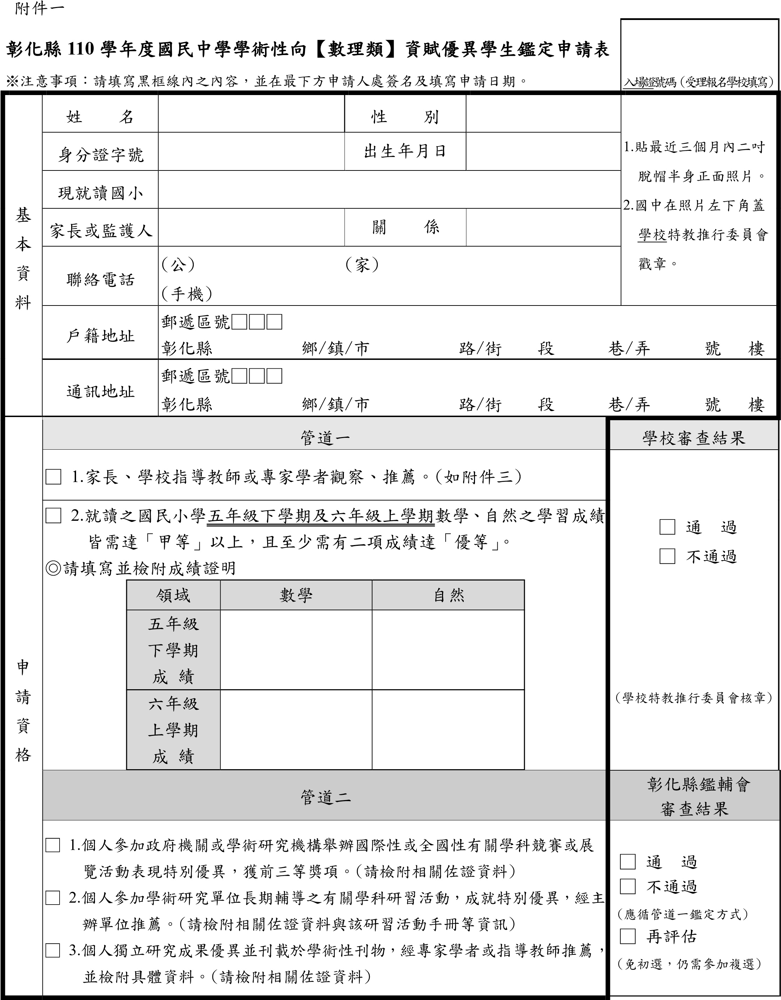 附件一
彰化縣 110 學年度國民中學學術性向【數理類】資賦優異學生鑑定申請表
※注意事項：請填寫黑框線內之內容，並在最下方申請人處簽名及填寫申請日期。
入場證號碼（受理報名學校填寫）
基本資料
姓　　名
性　　別
身分證字號
出生年月日
現就讀國小
家長或監護人
關　　係
聯絡電話
（公）　　　　　　　　　（家）
（手機）
1.貼最近三個月內二吋
脫帽半身正面照片。
2.國中在照片左下角蓋
學校特教推行委員會
戳章。
戶籍地址
郵遞區號□□□
彰化縣　　　　　鄉/鎮/市　　　　　路/街　　段　　　巷/弄　　　號　　樓
通訊地址
郵遞區號□□□
彰化縣　　　　　鄉/鎮/市　　　　　路/街　　段　　　巷/弄　　　號　　樓
申請資格
管道一
學校審查結果
□ 1.家長、學校指導教師或專家學者觀察、推薦。（如附件三）
□ 2.就讀之國民小學五年級下學期及六年級上學期數學、自然之學習成績
皆需達「甲等」以上，且至少需有二項成績達「優等」。
◎請填寫並檢附成績證明
領域　數學　自然
五年級
下學期
成 績
六年級
上學期
成 績
□ 通　過
□ 不通過
（學校特教推行委員會核章）
管道二
彰化縣鑑輔會
審查結果
□ 1.個人參加政府機關或學術研究機構舉辦國際性或全國性有關學科競賽或展
覽活動表現特別優異，獲前三等獎項。（請檢附相關佐證資料）
□ 2.個人參加學術研究單位長期輔導之有關學科研習活動，成就特別優異，經主
辦單位推薦。（請檢附相關佐證資料與該研習活動手冊等資訊）
□ 3.個人獨立研究成果優異並刊載於學術性刊物，經專家學者或指導教師推薦，
並檢附具體資料。（請檢附相關佐證資料）
□ 通　過
□ 不通過
（應循管道一鑑定方式）
□ 再評估
（免初選，仍需參加複選）